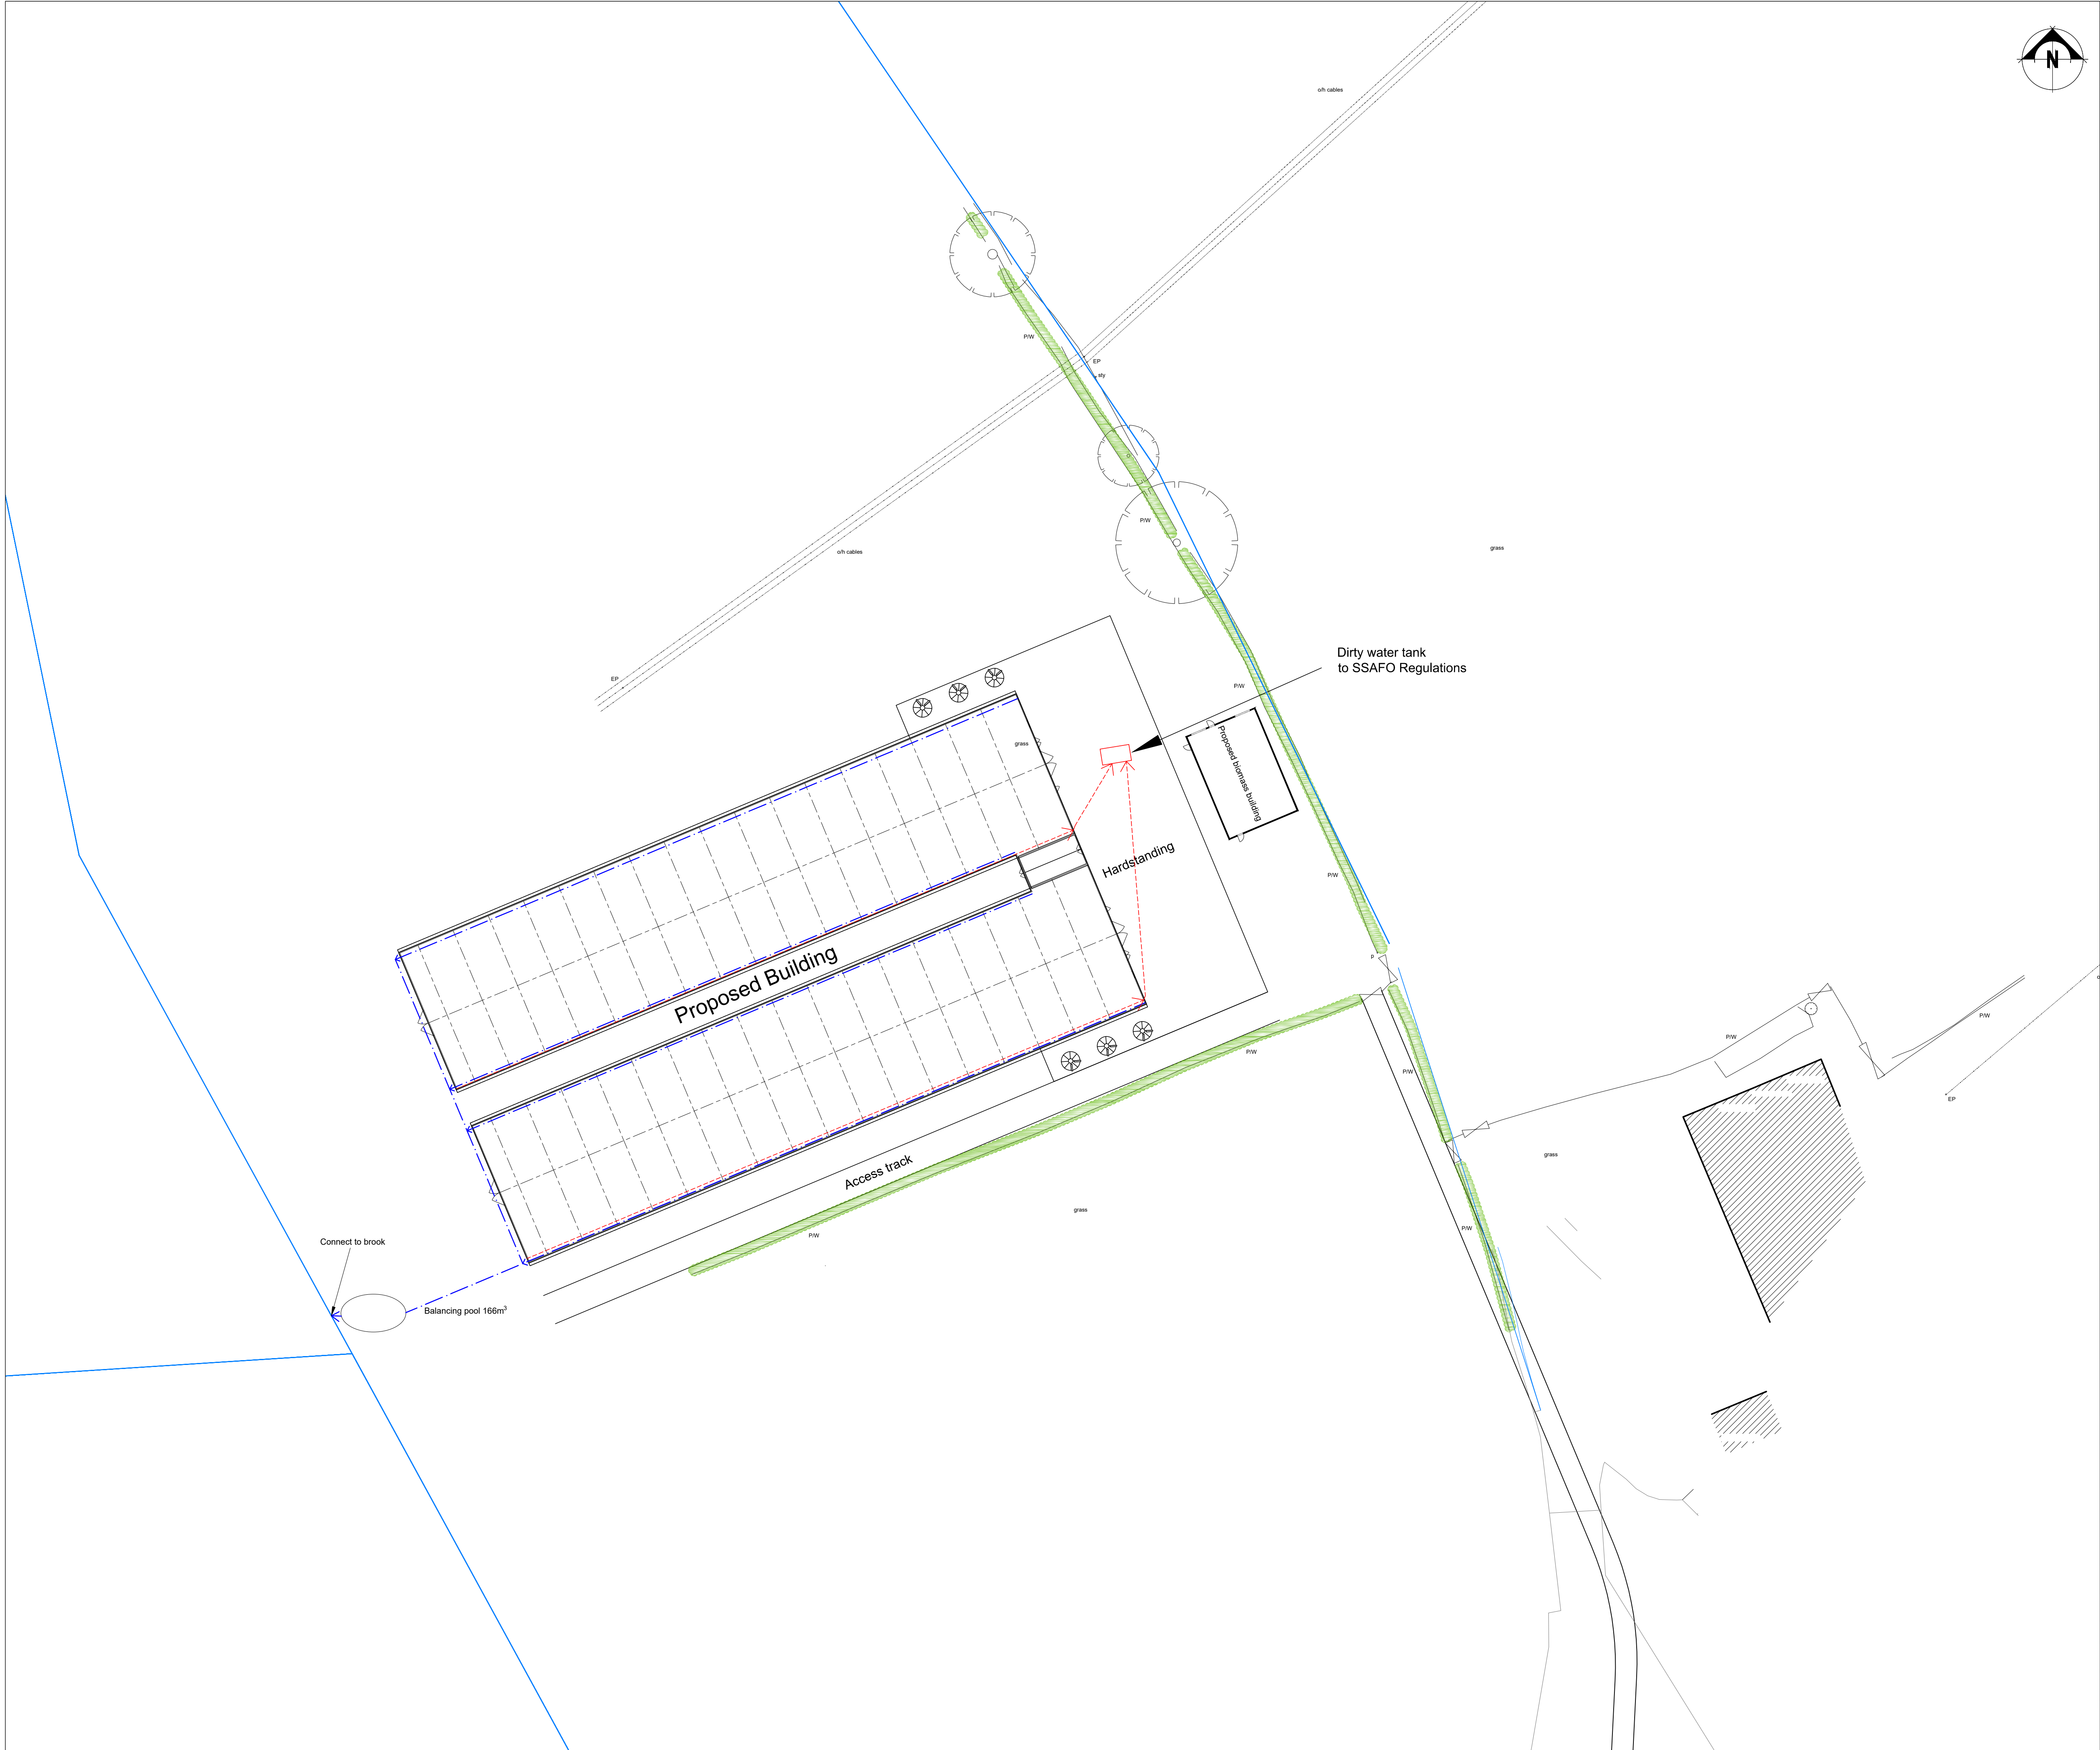 N
o/h cables
P/W
EP
sty
P/W
o/h cables
grass
Dirty water tank
to SSAFO Regulations
EP
P/W
grass
Proposed biomass building
Hardstanding
P/W
Proposed Building
P
P/W
P/W
P/W
P/W
EP
Access track
grass
grass
P/W
P/W
Connect to brook
Balancing pool 166m³